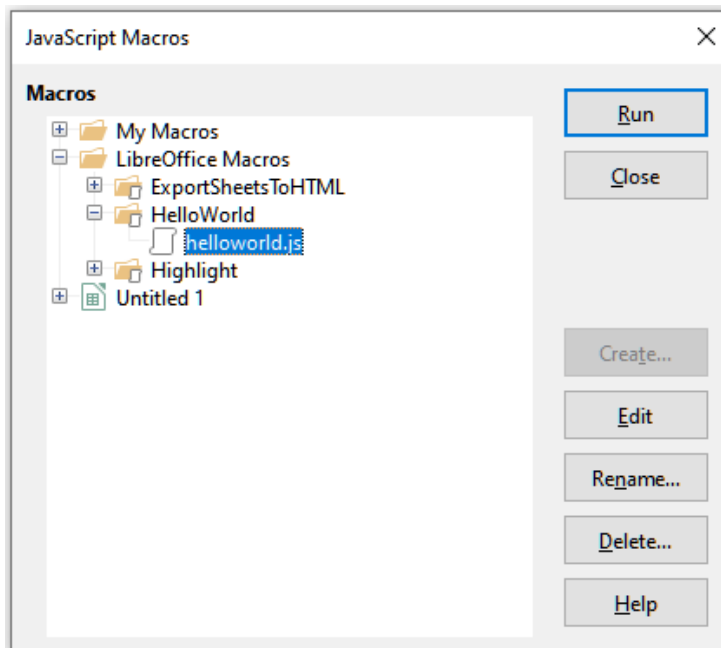 JavaScript Macros
Macros
My Macros
LibreOffice Macros
ExportSheetsToHTML
HelloWorld
helloworld.js
Highlight
Untitled 1
Run
Close
Create...
Edit
Rename...
Delete...
Help